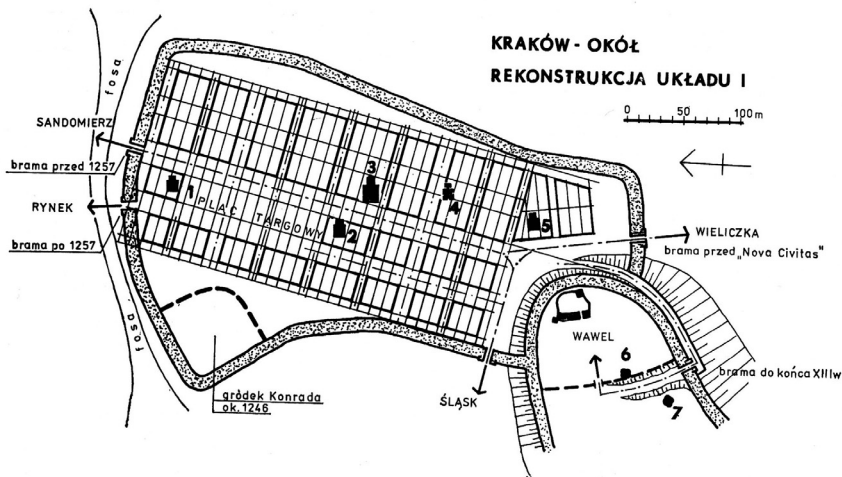 KRAKÓW - OKÓŁ
REKONSTRUKCJA UKŁADU I
0 50 100 m
fosa
SANDOMIERZ
brama przed 1257
RYNEK
brama po 1257
1
PLAC TARGOWY
2
3
4
5
WIELICZKA
brama przed „Nova Civitas"
fosa
gródek Konrada
ok. 1246
ŚLĄSK
WAWEL
6
7
brama do końca XIII w